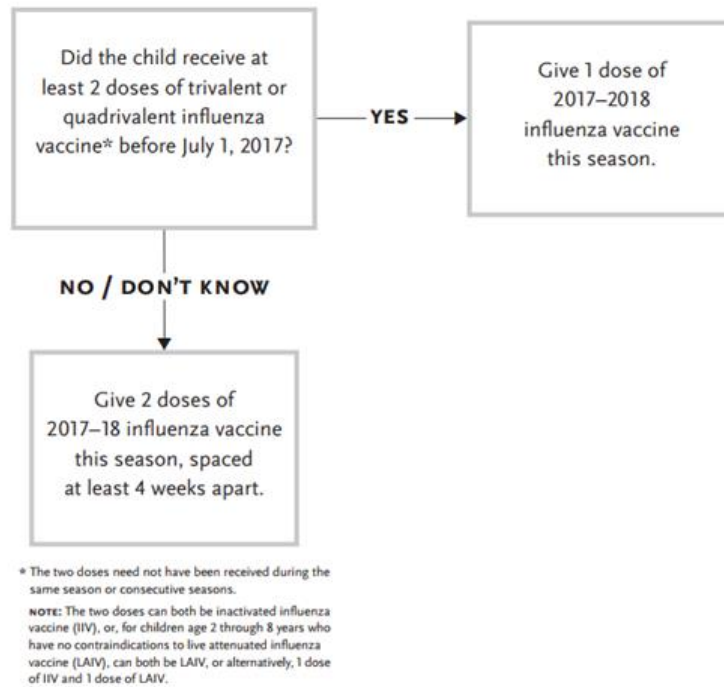 Did the child receive at
least 2 doses of trivalent or
quadrivalent influenza
vaccine* before July 1, 2017?
YES
Give 1 dose of
2017–2018
influenza vaccine
this season.
NO / DON'T KNOW
Give 2 doses of
2017–18 influenza vaccine
this season, spaced
at least 4 weeks apart.
* The two doses need not have been received during the
same season or consecutive seasons.
NOTE: The two doses can both be inactivated influenza
vaccine (IIV), or, for children age 2 through 8 years who
have no contraindications to live attenuated influenza
vaccine (LAIV), can both be LAIV, or alternatively, 1 dose
of IIV and 1 dose of LAIV.